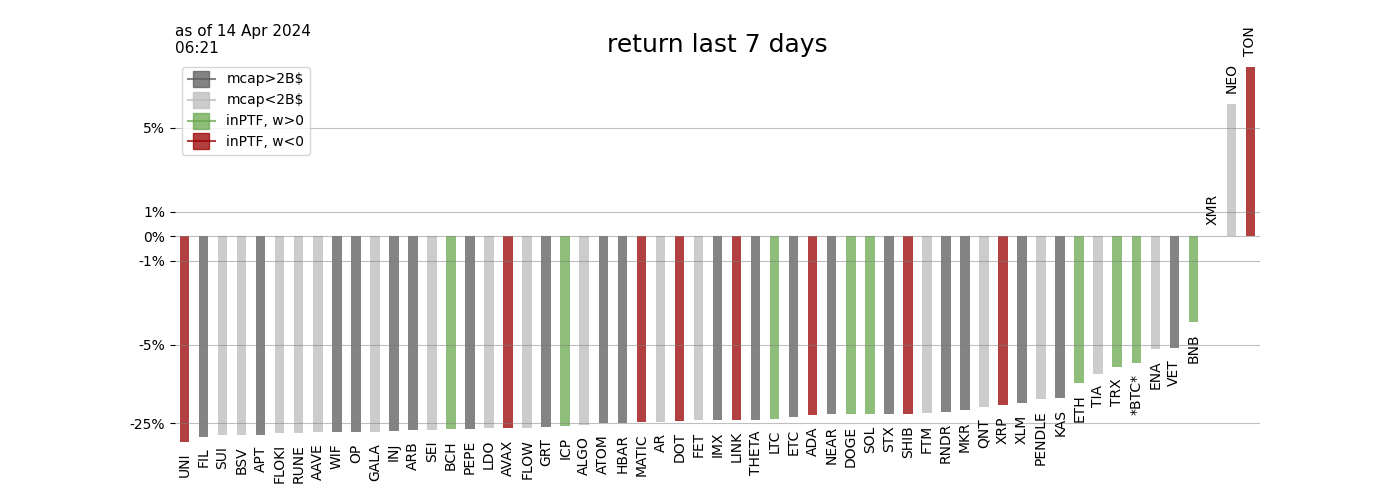 as of 14 Apr 2024
06:21
return last 7 days
mcap>2B$
mcap<2B$
inPTF, w>0
inPTF, w<0
5%
1%
0%
-1%
-5%
-25%
UNI
FIL
SUI
BSV
APT
FLOKI
RUNE
AAVE
WIF
OP
GALA
INJ
ARB
SEI
BCH
PEPE
LDO
AVAX
FLOW
GRT
ICP
ALGO
ATOM
HBAR
MATIC
AR
DOT
FET
IMX
LINK
THETA
LTC
ETC
ADA
NEAR
DOGE
SOL
STX
SHIB
FTM
RNDR
MKR
QNT
XRP
XLM
PENDLE
KAS
ETH
TIA
TRX
*BTC*
ENA
VET
BNB
XMR
NEO
TON